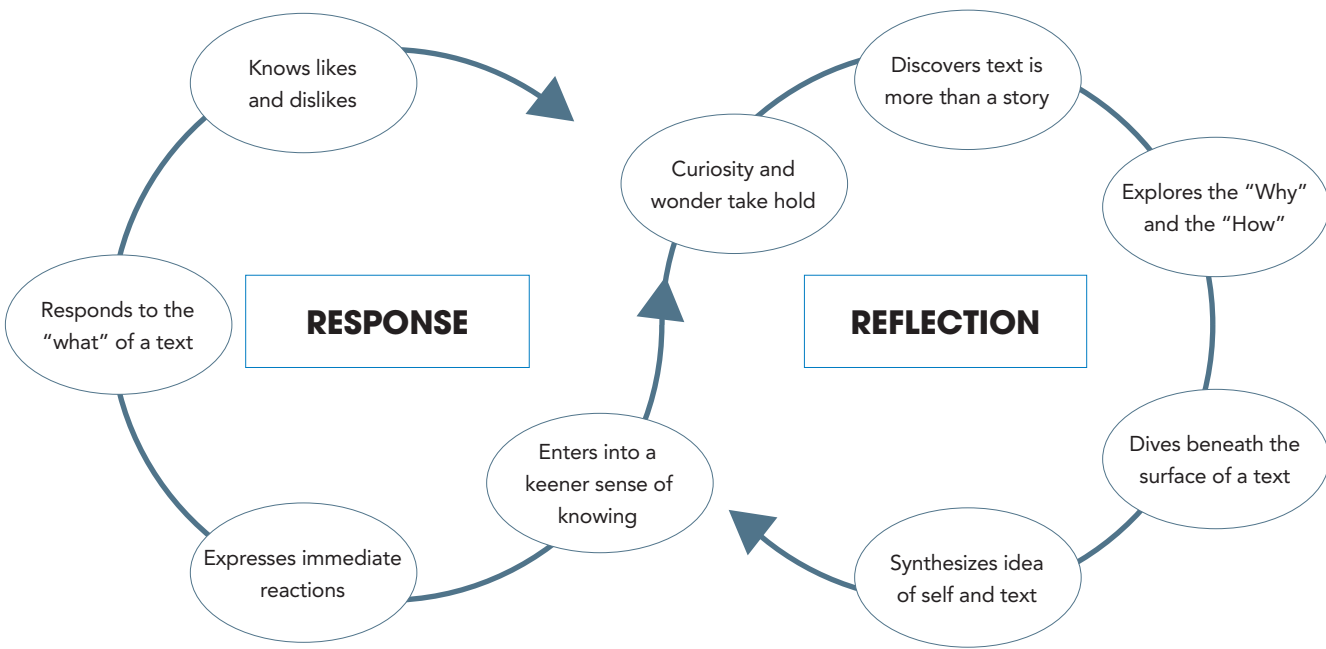 Knows likes
and dislikes
Responds to the
“what” of a text
Expresses immediate
reactions
Enters into a
keener sense of
knowing
RESPONSE
Curiosity and
wonder take hold
Discovers text is
more than a story
Explores the “Why”
and the “How”
Dives beneath the
surface of a text
Synthesizes idea
of self and text
REFLECTION